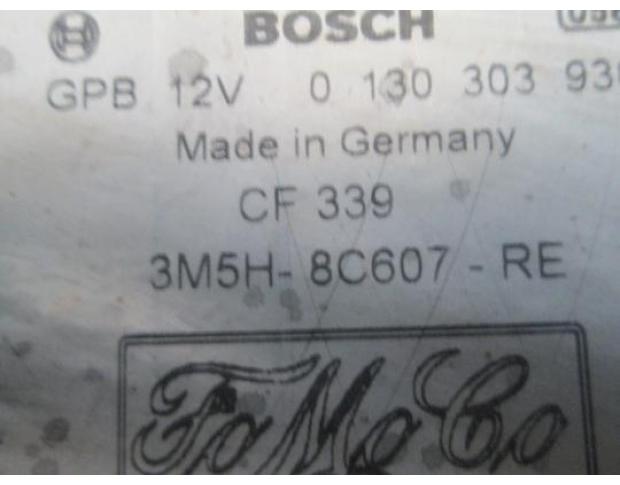 BOSCH
GPB 12V 0 130 303 93
Made in Germany
CF 339
3M5H- 8C607 - RE
FoMoCo